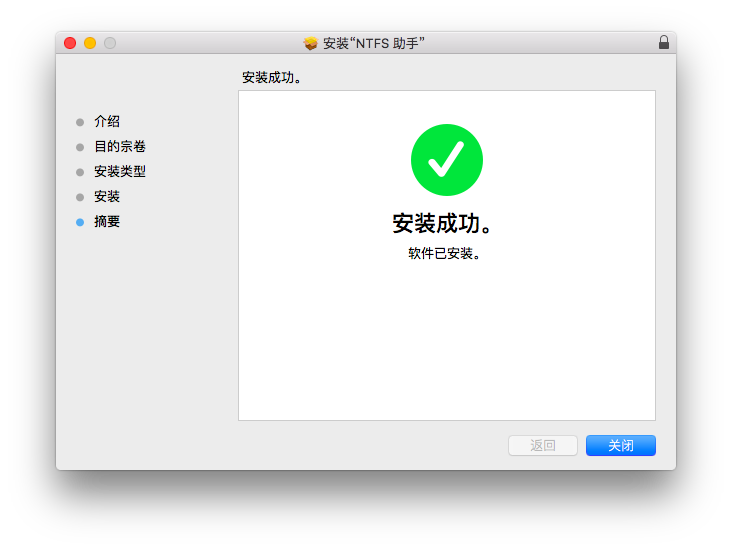 安装“NTFS 助手”
安装成功。
介绍
目的宗卷
安装类型
安装
摘要
安装成功。
软件已安装。
返回
关闭